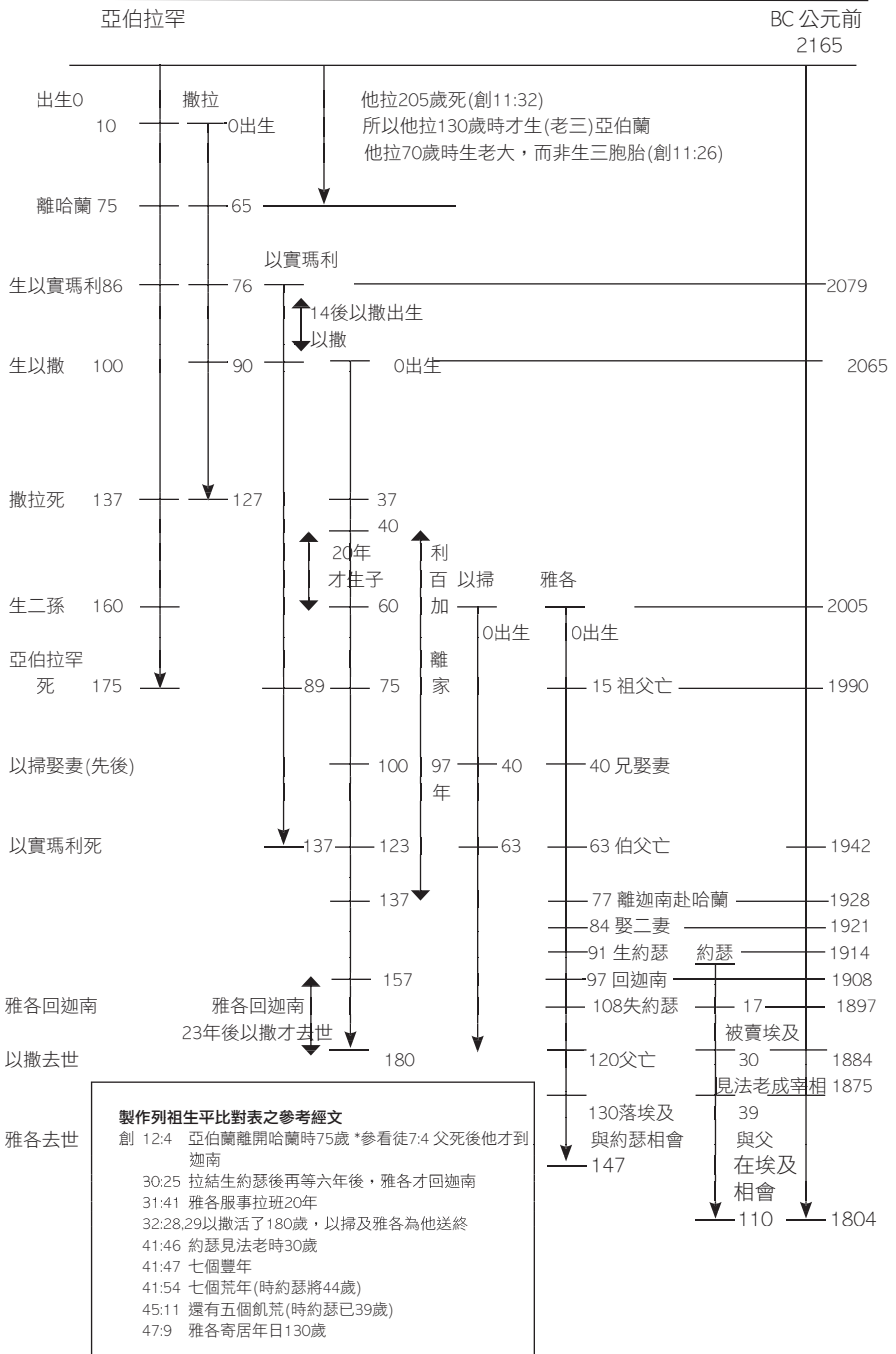 亞伯拉罕 BC 公元前
2165
出生0 撒拉 他拉205歲死(創11:32)
10 0出生 所以他拉130歲時才生(老三)亞伯蘭
他拉70歲時生老大，而非生三胞胎(創11:26)
離哈蘭 75 65
以實瑪利
生以實瑪利86 76 2079
14後以撒出生
以撒
生以撒 100 90 0出生 2065
撒拉死 137 127 37
40
20年 利
才生子 百 以掃 雅各
生二孫 160 60 加 2005
0出生 0出生
亞伯拉罕 離
死 175 89 75 家 15 祖父亡 1990
以掃娶妻(先後) 100 97 40 40 兄娶妻
年
以實瑪利死 137 123 63 63 伯父亡 1942
137 77 離迦南赴哈蘭 1928
84 娶二妻 1921
91 生約瑟 約瑟 1914
157 97 回迦南 1908
雅各回迦南 雅各回迦南 108失約瑟 17 1897
23年後以撒才去世 被賣埃及
以撒去世 180 120父亡 30 1884
見法老成宰相 1875
製作列祖生平比對表之參考經文 130落埃及 39
雅各去世 創 12:4 亞伯蘭離開哈蘭時75歲 *參看徒7:4 父死後他才到 與約瑟相會 與父
迦南 147 在埃及
30:25 拉結生約瑟後再等六年後，雅各才回迦南 相會
31:41 雅各服事拉班20年
32:28,29以撒活了180歲，以掃及雅各為他送終 110 1804
41:46 約瑟見法老時30歲
41:47 七個豐年
41:54 七個荒年(時約瑟將44歲)
45:11 還有五個飢荒(時約瑟已39歲)
47:9 雅各寄居年日130歲